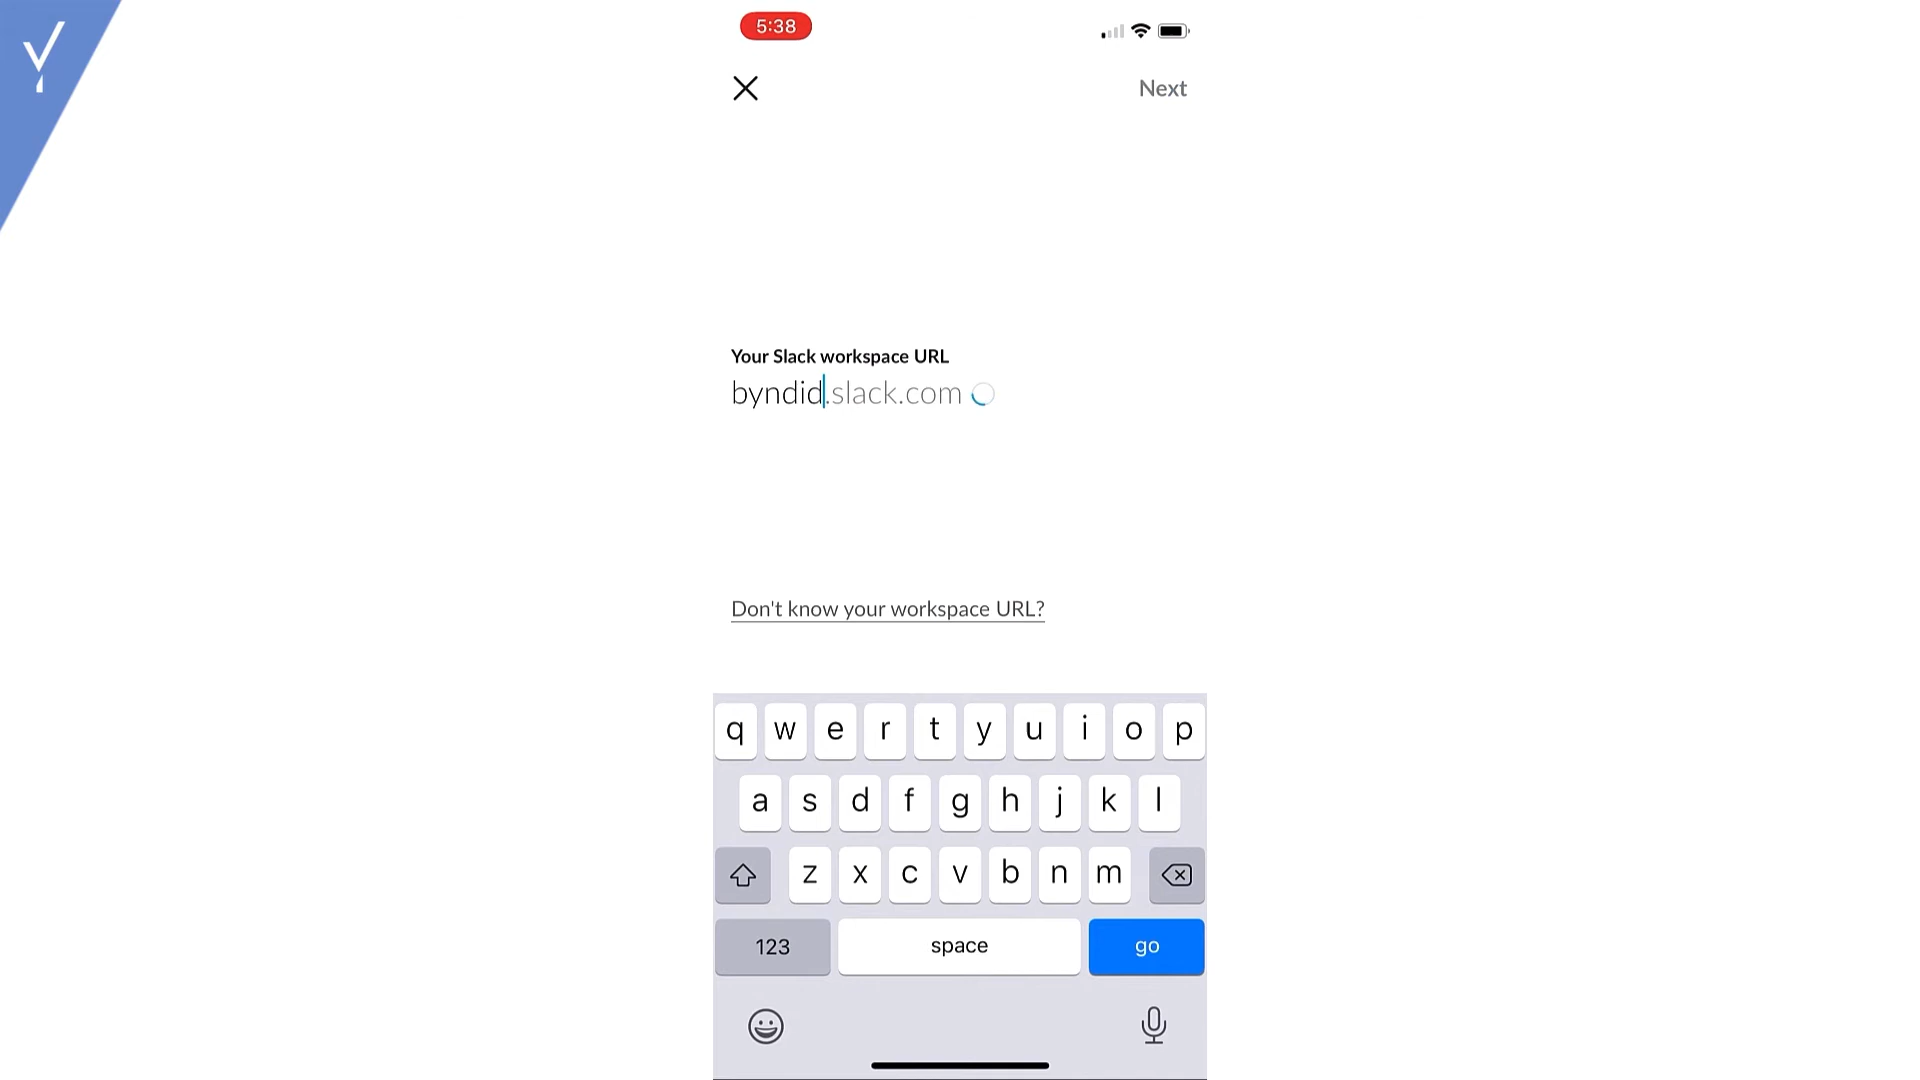 5:38
Next
Your Slack workspace URL
byndid.slack.com
Don't know your workspace URL?
q w e r t y u i o p
a s d f g h j k l
z x c v b n m
123 space go